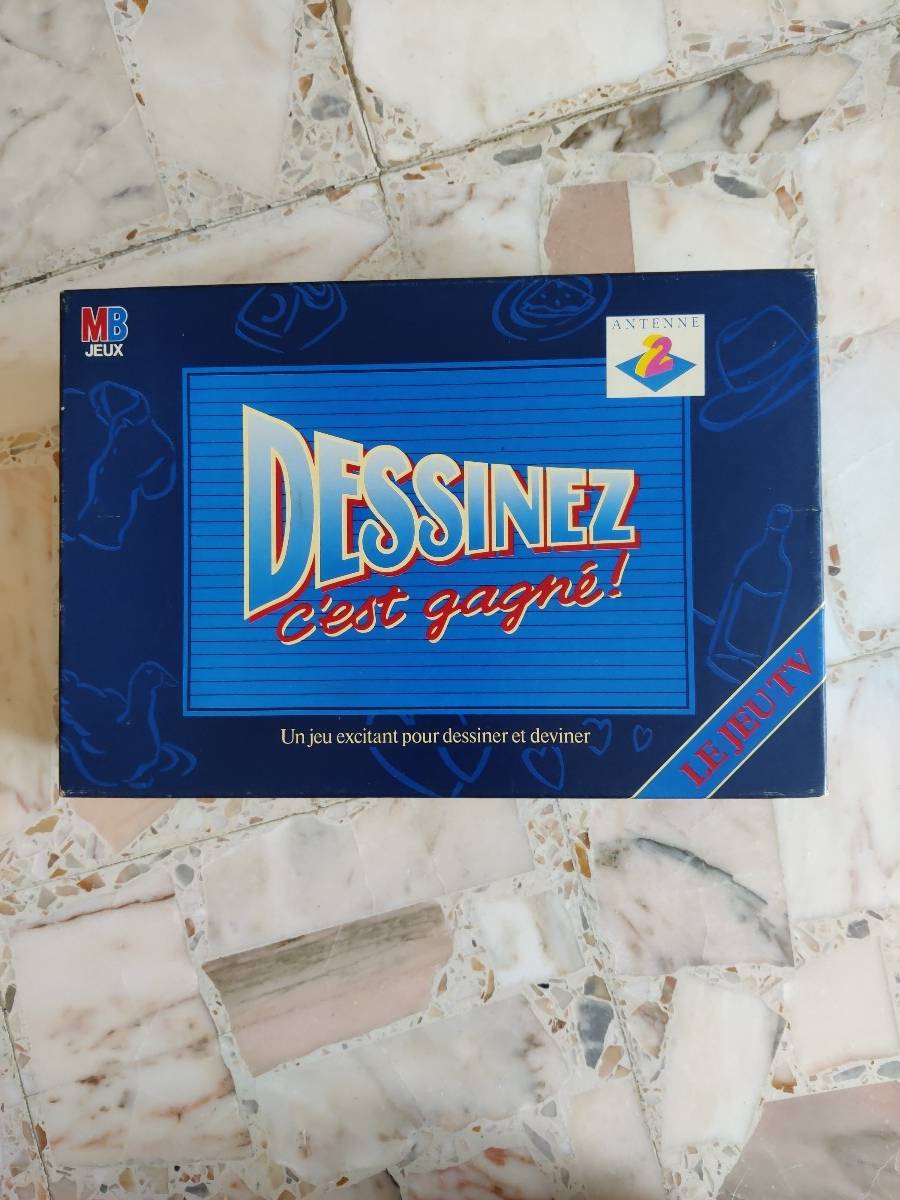 MB
JEUX
ANTENNE
2
DESSINEZ
c'est gagné!
Un jeu excitant pour dessiner et deviner
LE JEU TV